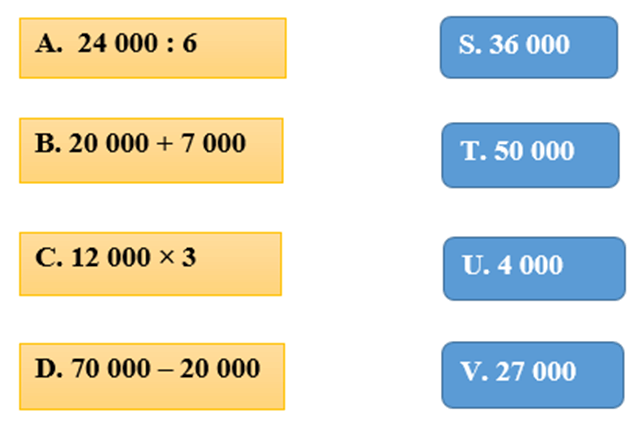 A. 24 000 : 6
S. 36 000
B. 20 000 + 7 000
T. 50 000
C. 12 000 × 3
U. 4 000
D. 70 000 – 20 000
V. 27 000